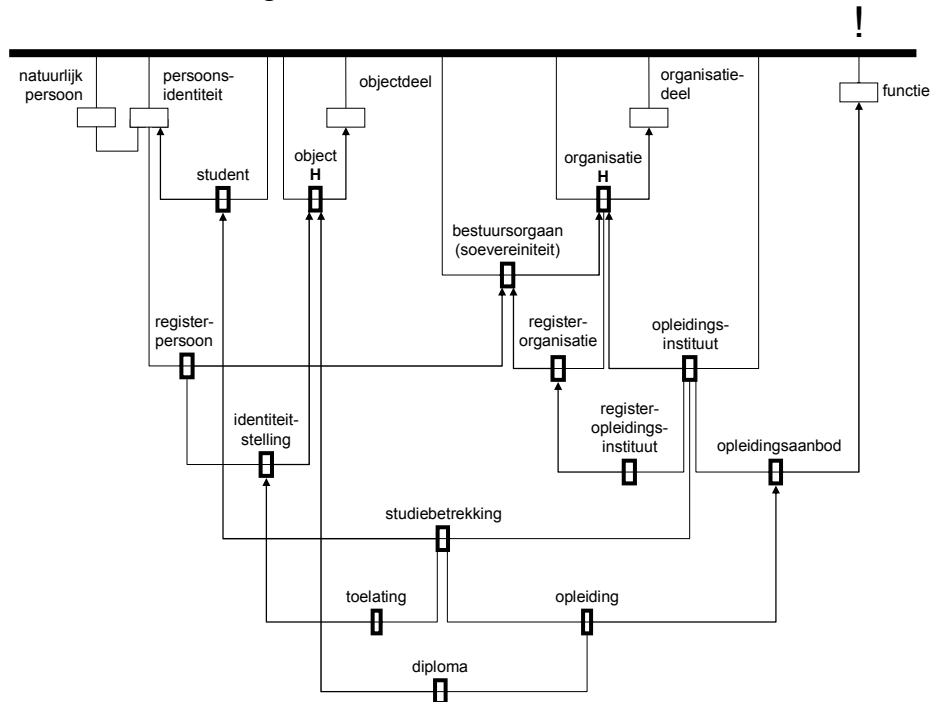 !
natuurlijk
persoon
persoons-
identiteit
objectdeel
organisatie-
deel
functie
student
object
H
organisatie
H
bestuursorgaan
(soevereiniteit)
register-
persoon
register-
organisatie
opleidings-
instituut
identiteit-
stelling
register-
opleidings-
instituut
opleidingsaanbod
studiebetrekking
toelating
opleiding
diploma